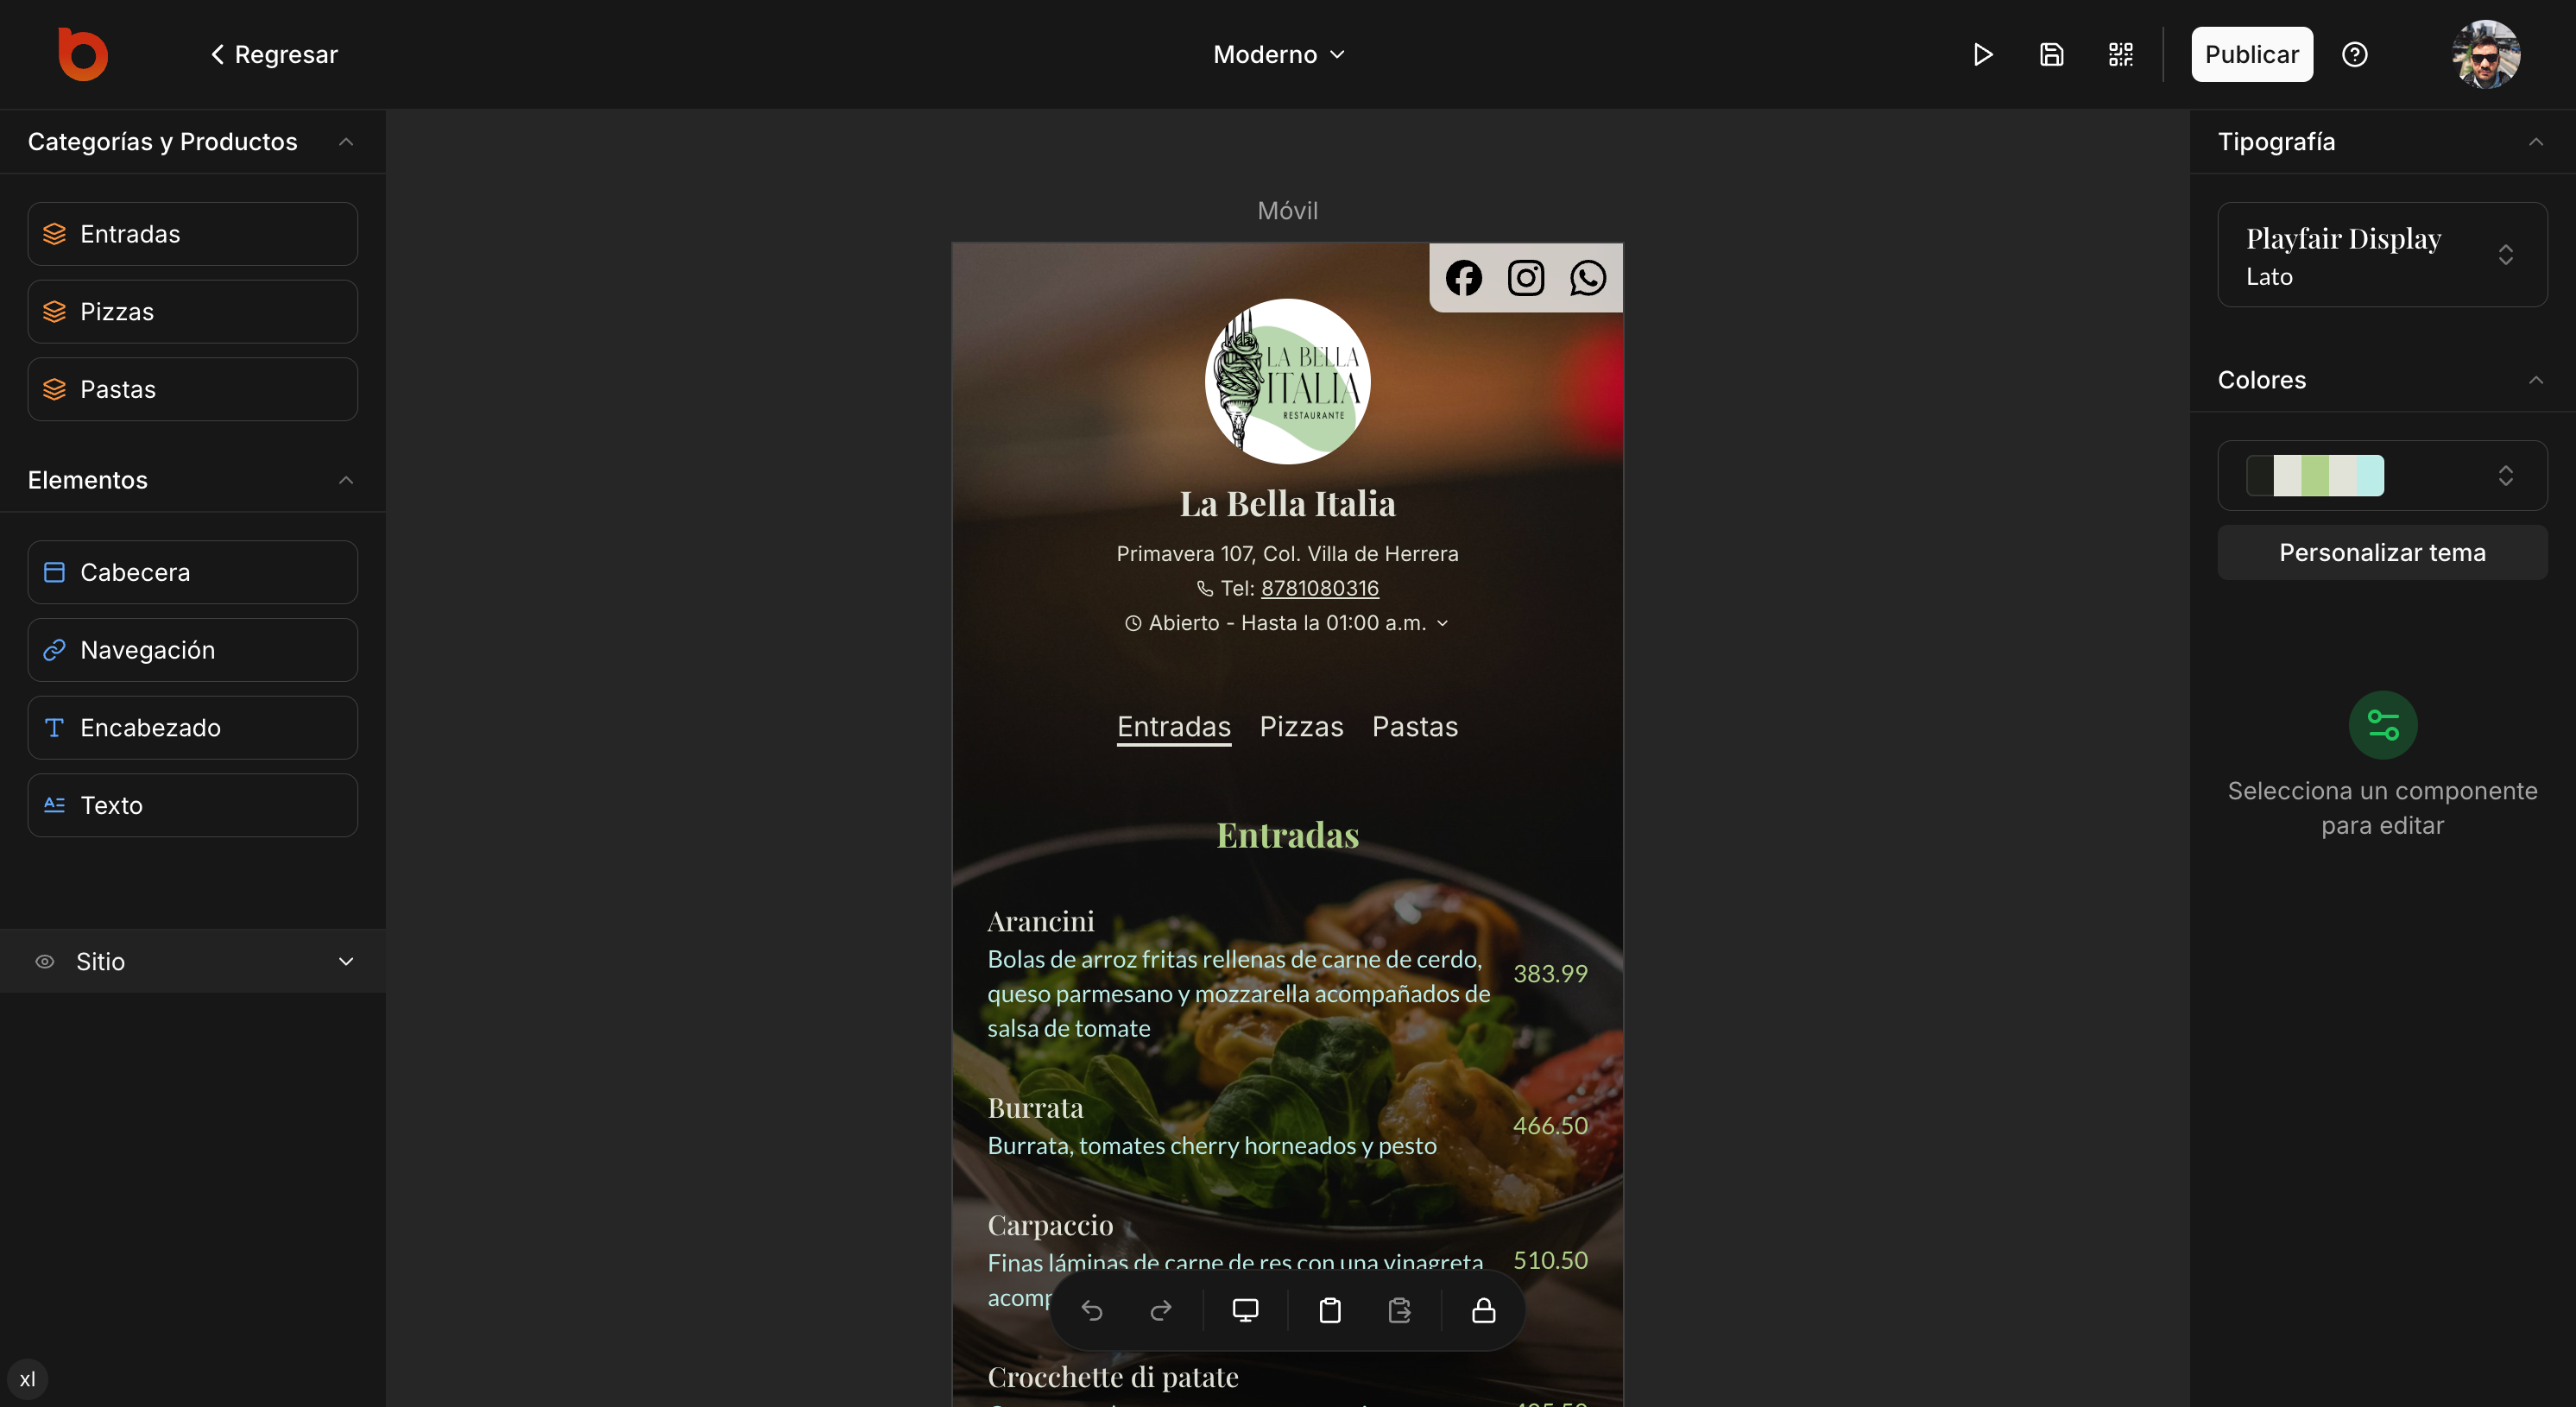 Regresar
Moderno
Publicar
Categorías y Productos
Entradas
Pizzas
Pastas
Elementos
Cabecera
Navegación
Encabezado
Texto
Sitio
xl
Móvil
LA BELLA
ITALIA
RESTAURANTE
La Bella Italia
Primavera 107, Col. Villa de Herrera
Tel: 8781080316
Abierto - Hasta la 01:00 a.m.
Entradas Pizzas Pastas
Entradas
Arancini
Bolas de arroz fritas rellenas de carne de cerdo,
queso parmesano y mozzarella acompañados de
salsa de tomate
383.99
Burrata
Burrata, tomates cherry horneados y pesto
466.50
Carpaccio
Finas láminas de carne de res con una vinagreta
510.50
Crocchette di patate
Tipografía
Playfair Display
Lato
Colores
Personalizar tema
Selecciona un componente
para editar